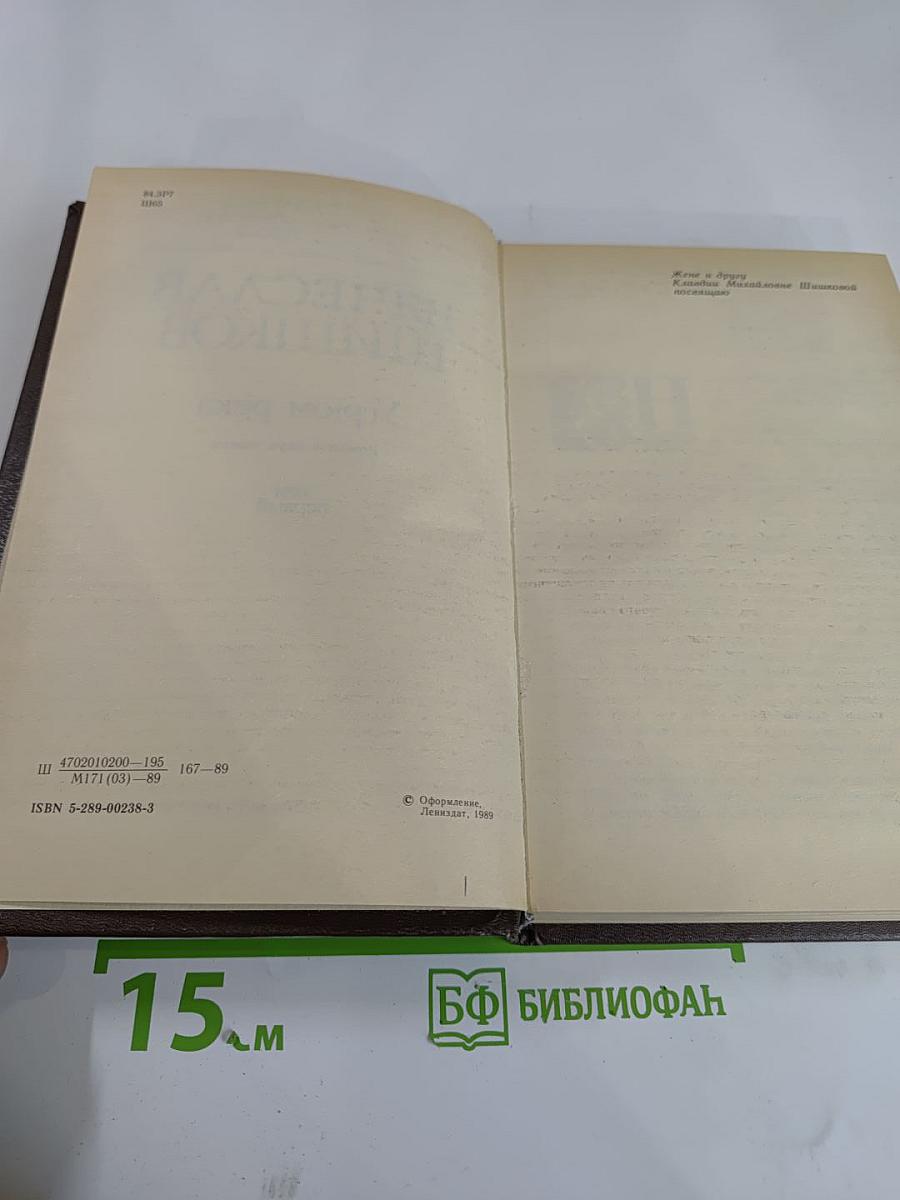 84.3Р7
Ш65
Ш 4702010200—195
М171(03)—89 167—89
ISBN 5-289-00238-3
© Оформление,
Лениздат, 1989
Жене и другу
Клавдии Михайловне Шишковой
посвящаю
15 см
БФ БИБЛИОФАН